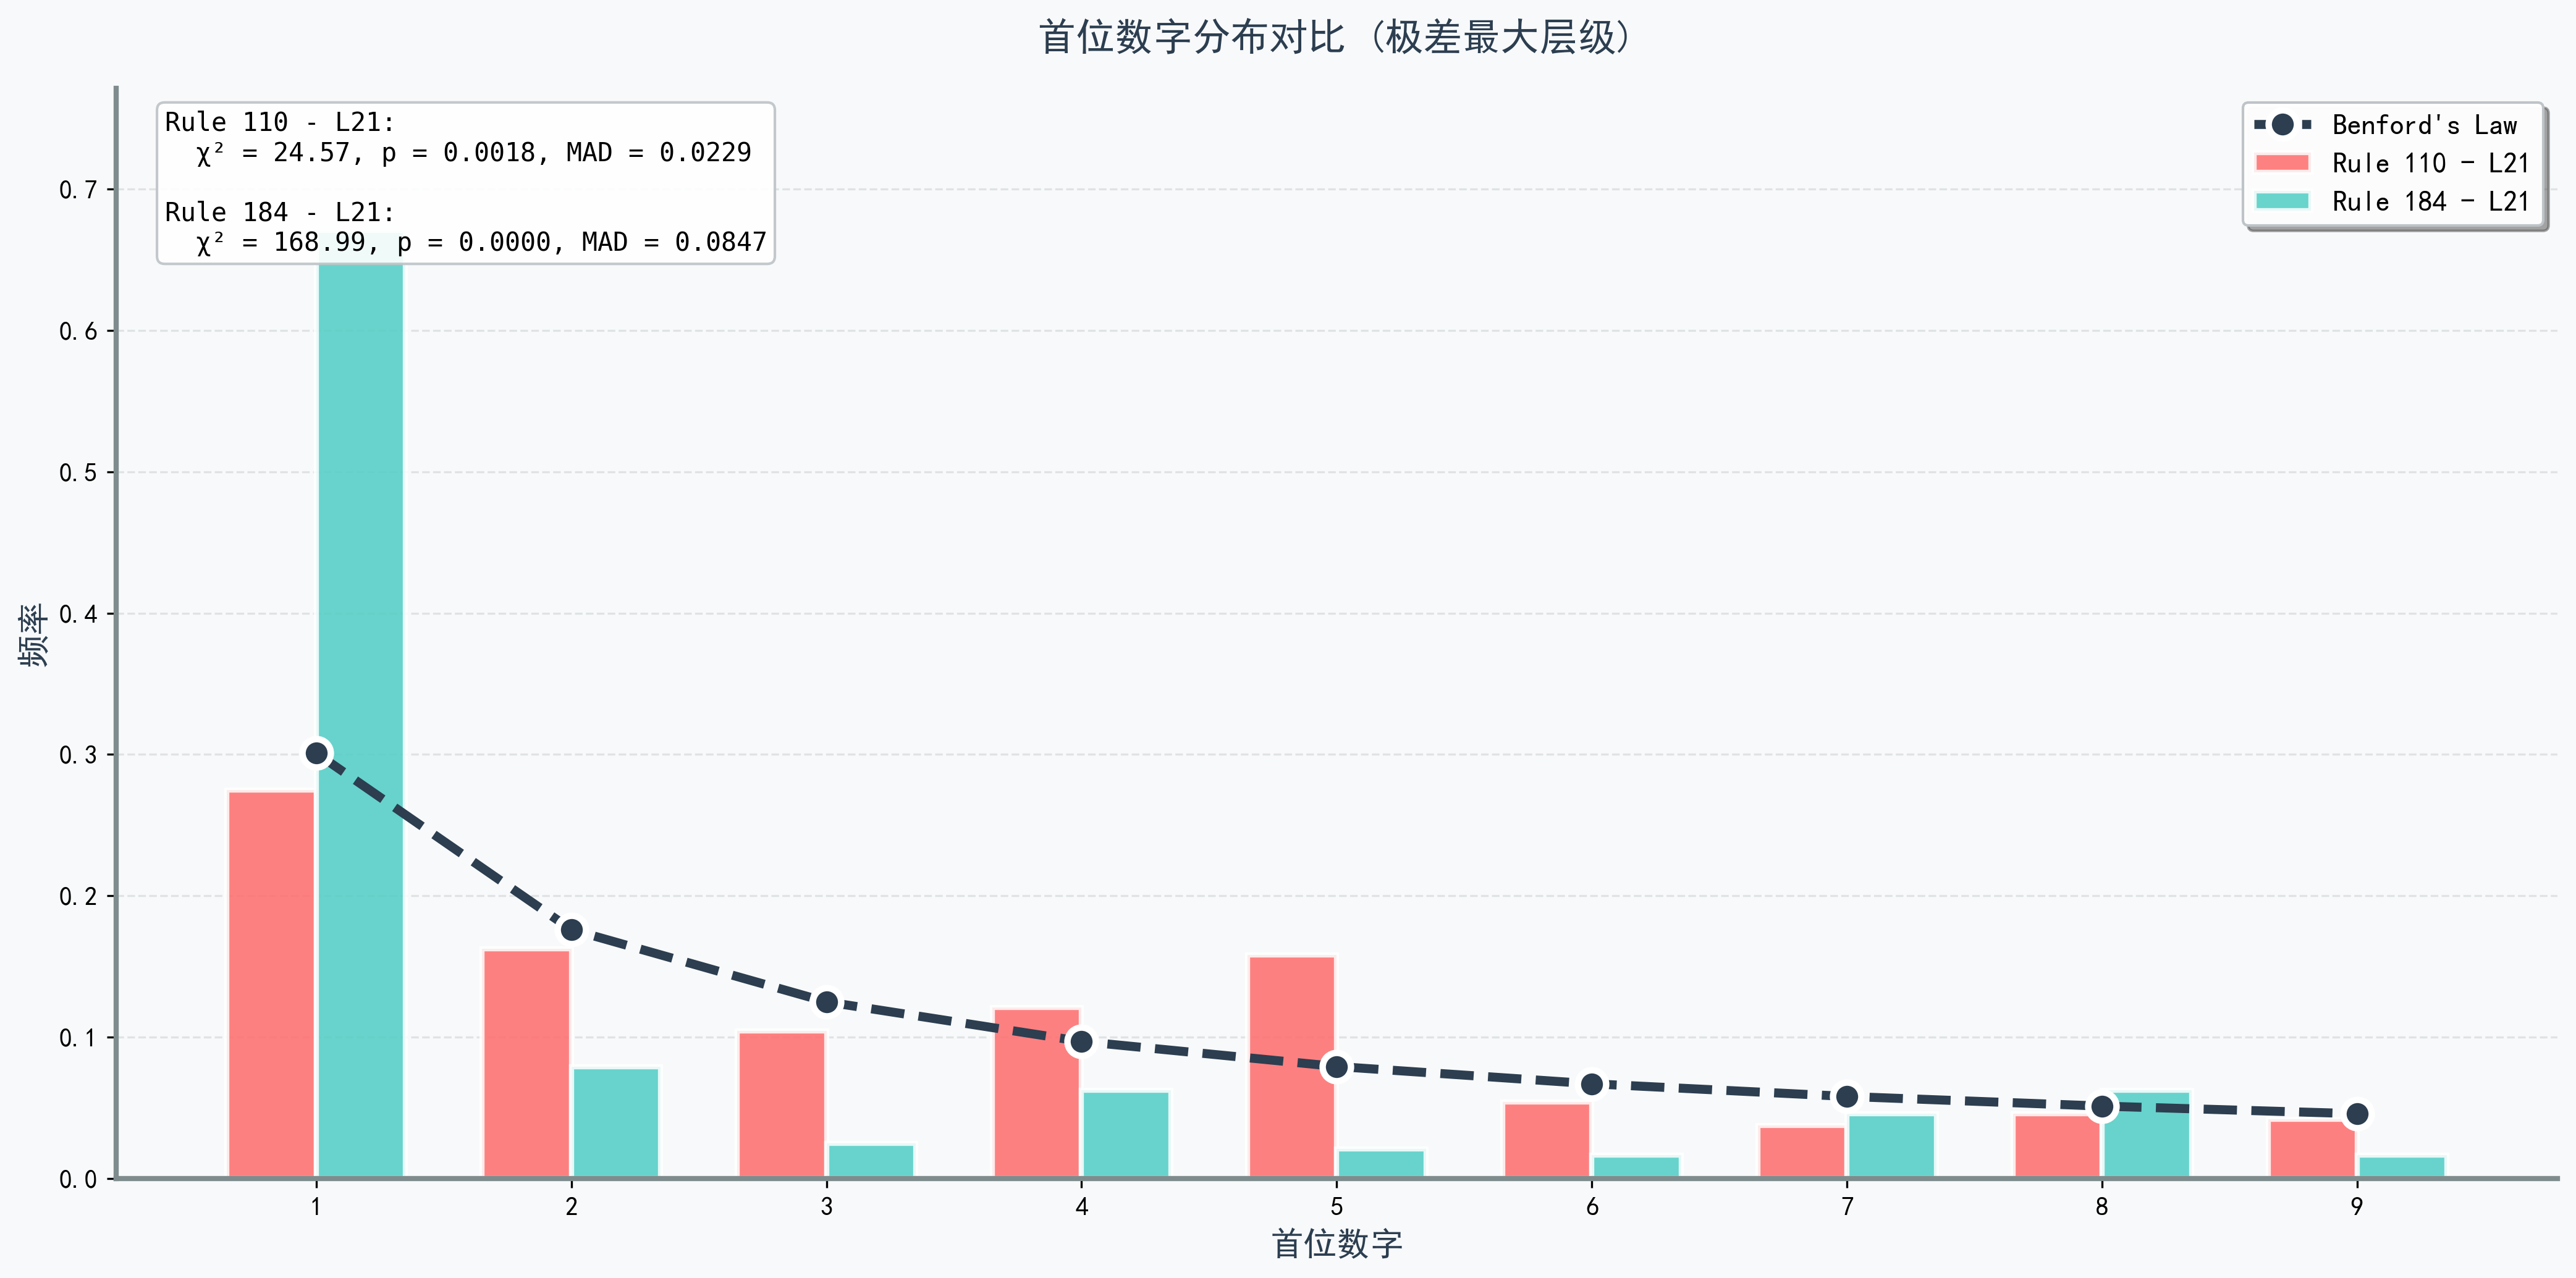 首位数字分布对比 (极差最大层级)
Rule 110 - L21:
χ² = 24.57, p = 0.0018, MAD = 0.0229
Rule 184 - L21:
χ² = 168.99, p = 0.0000, MAD = 0.0847
Benford's Law
Rule 110 - L21
Rule 184 - L21
频率
0.7
0.6
0.5
0.4
0.3
0.2
0.1
0.0
1 2 3 4 5 6 7 8 9
首位数字